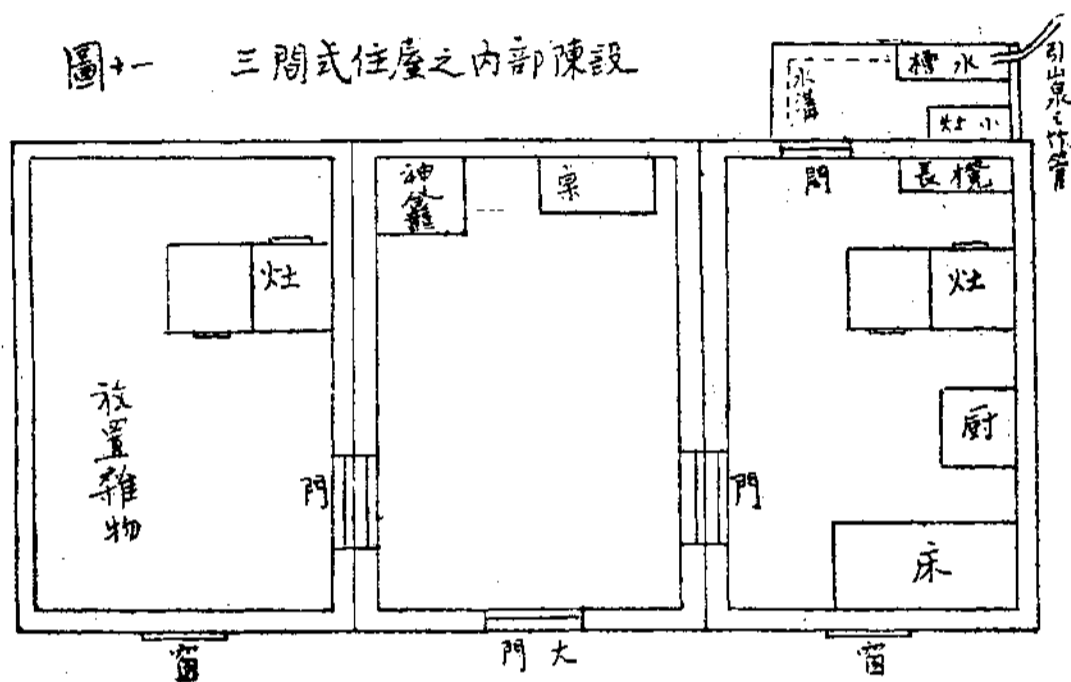 圖十一 三間式住屋之内部陳設
引山泉之竹管
水槽
水溝
小灶
神龕
桌
門
長櫈
灶
灶
厨
放置雜物
門
門
床
窗
大門
窗